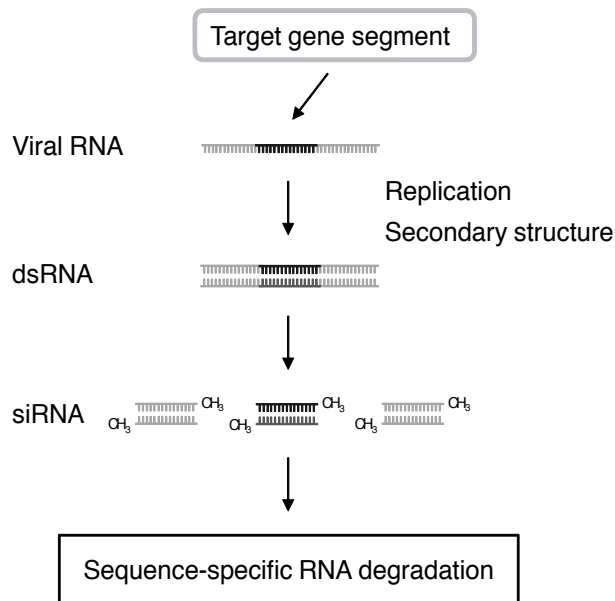 Target gene segment
Viral RNA
Replication
Secondary structure
dsRNA
siRNA
CH₃
CH₃
CH₃
CH₃
CH₃
CH₃
Sequence-specific RNA degradation